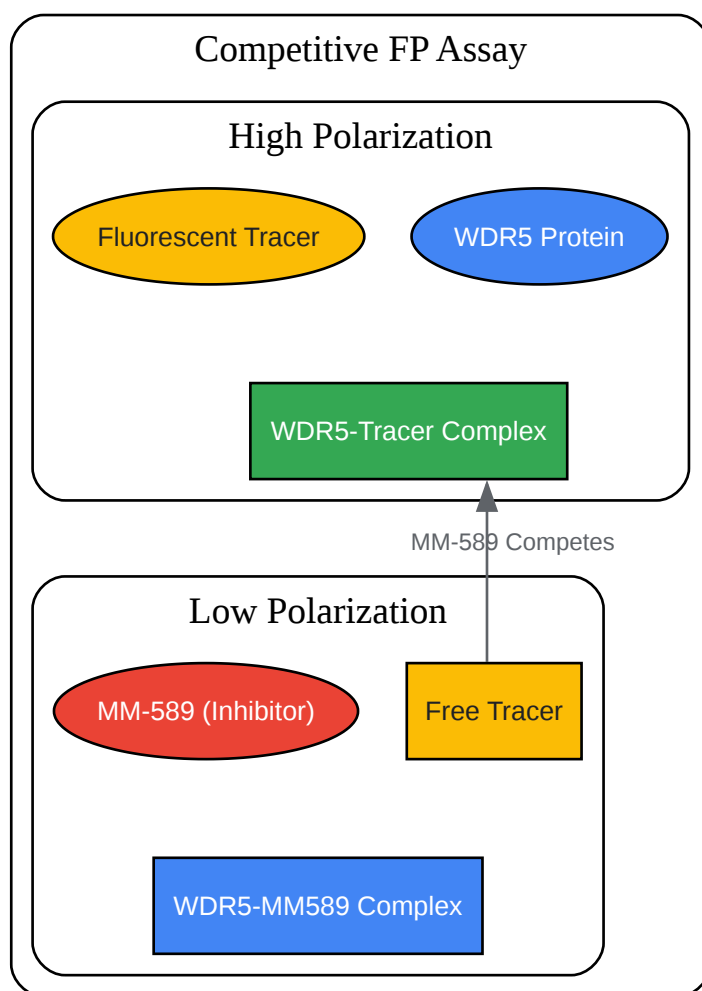 Competitive FP Assay
High Polarization
Fluorescent Tracer
WDR5 Protein
WDR5-Tracer Complex
MM-589 Competes
Low Polarization
MM-589 (Inhibitor)
Free Tracer
WDR5-MM589 Complex